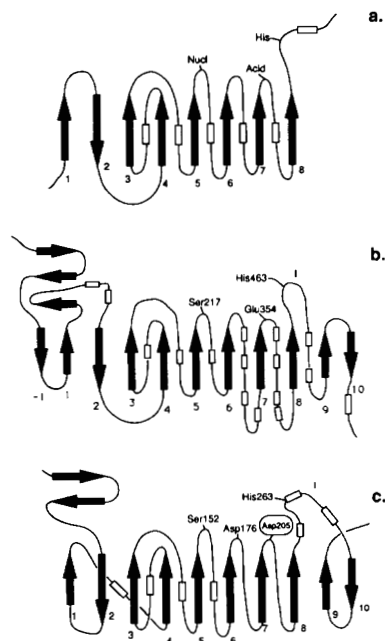 a.
His
Nucl
Acid
1 2 3 4 5 6 7 8
b.
His463
I
Ser217
Glu354
-1 1 2 3 4 5 6 7 8 9 10
c.
His263
I
Ser152
Asp176
Asp205
1 2 3 4 5 6 7 8 9 10